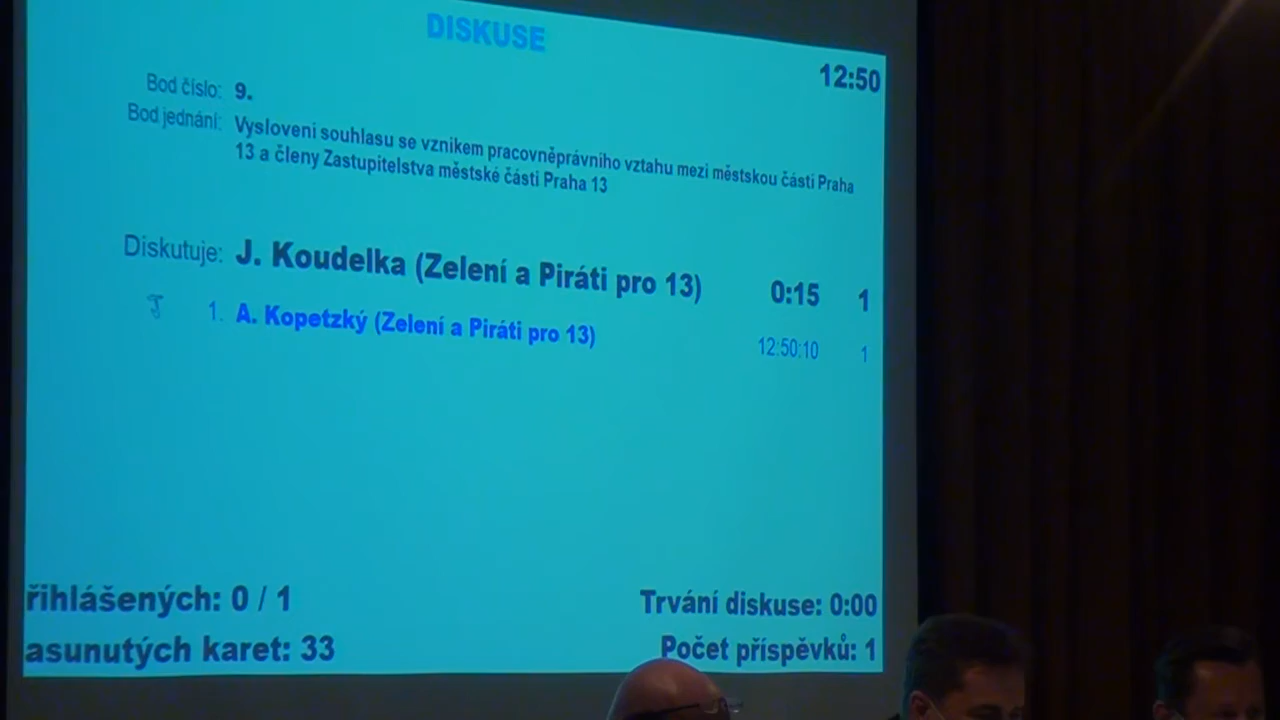 DISKUSE
12:50
Bod číslo: 9.
Bod jednání: Vyslovení souhlasu se vznikem pracovněprávního vztahu mezi městskou částí Praha
13 a členy Zastupitelstva městské části Praha 13
Diskutuje: J. Koudelka (Zelení a Piráti pro 13) 0:15 1
1. A. Kopetzký (Zelení a Piráti pro 13) 12:50:10 1
řihlášených: 0 / 1
Trvání diskuse: 0:00
asunutých karet: 33
Počet příspěvků: 1